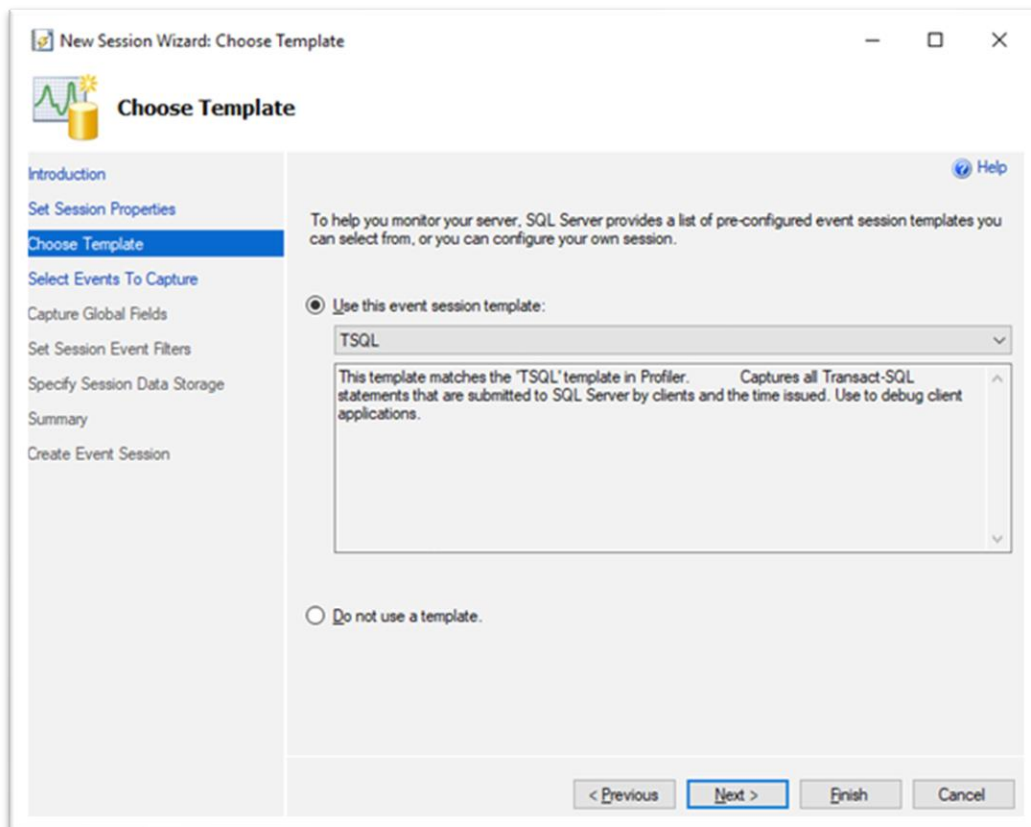 New Session Wizard: Choose Template
Choose Template
Introduction
Set Session Properties
Choose Template
Select Events To Capture
Capture Global Fields
Set Session Event Filters
Specify Session Data Storage
Summary
Create Event Session
Help
To help you monitor your server, SQL Server provides a list of pre-configured event session templates you
can select from, or you can configure your own session.
Use this event session template:
TSQL
This template matches the 'TSQL' template in Profiler. Captures all Transact-SQL
statements that are submitted to SQL Server by clients and the time issued. Use to debug client
applications.
Do not use a template.
< Previous Next > Finish Cancel